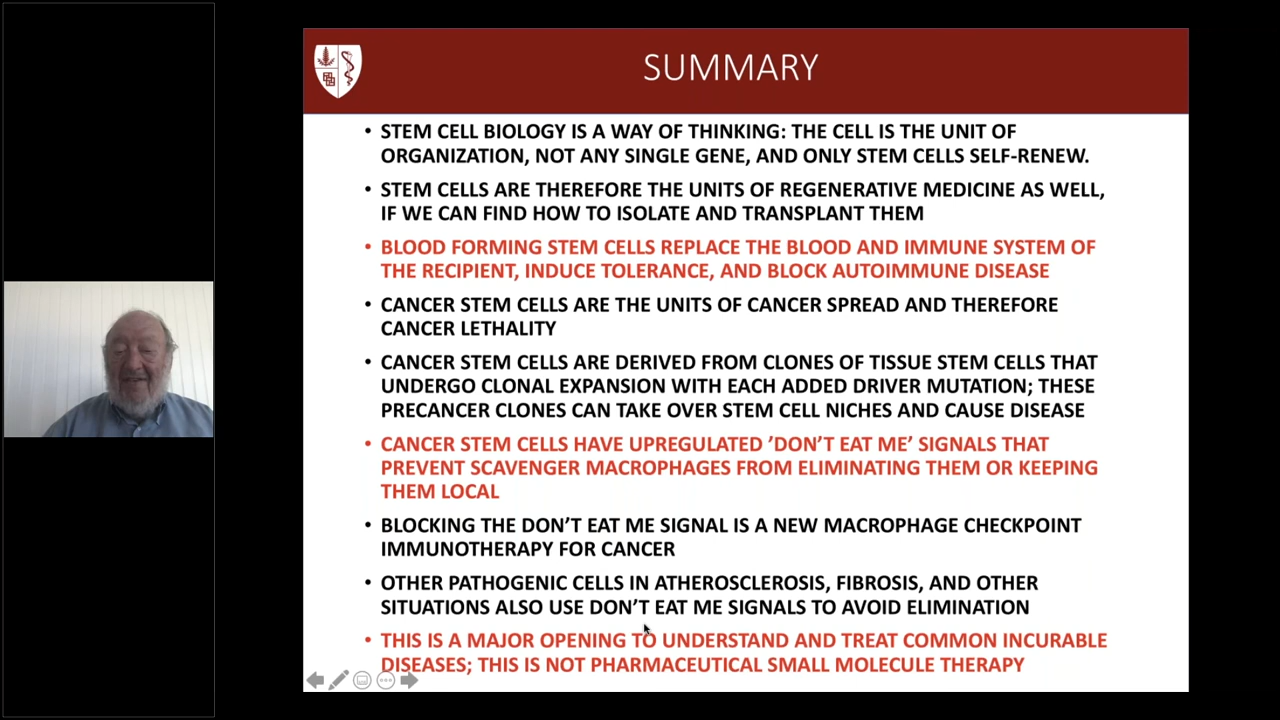 SUMMARY
• STEM CELL BIOLOGY IS A WAY OF THINKING: THE CELL IS THE UNIT OF
ORGANIZATION, NOT ANY SINGLE GENE, AND ONLY STEM CELLS SELF-RENEW.
• STEM CELLS ARE THEREFORE THE UNITS OF REGENERATIVE MEDICINE AS WELL,
IF WE CAN FIND HOW TO ISOLATE AND TRANSPLANT THEM
• BLOOD FORMING STEM CELLS REPLACE THE BLOOD AND IMMUNE SYSTEM OF
THE RECIPIENT, INDUCE TOLERANCE, AND BLOCK AUTOIMMUNE DISEASE
• CANCER STEM CELLS ARE THE UNITS OF CANCER SPREAD AND THEREFORE
CANCER LETHALITY
• CANCER STEM CELLS ARE DERIVED FROM CLONES OF TISSUE STEM CELLS THAT
UNDERGO CLONAL EXPANSION WITH EACH ADDED DRIVER MUTATION; THESE
PRECANCER CLONES CAN TAKE OVER STEM CELL NICHES AND CAUSE DISEASE
• CANCER STEM CELLS HAVE UPREGULATED ’DON’T EAT ME’ SIGNALS THAT
PREVENT SCAVENGER MACROPHAGES FROM ELIMINATING THEM OR KEEPING
THEM LOCAL
• BLOCKING THE DON’T EAT ME SIGNAL IS A NEW MACROPHAGE CHECKPOINT
IMMUNOTHERAPY FOR CANCER
• OTHER PATHOGENIC CELLS IN ATHEROSCLEROSIS, FIBROSIS, AND OTHER
SITUATIONS ALSO USE DON’T EAT ME SIGNALS TO AVOID ELIMINATION
• THIS IS A MAJOR OPENING TO UNDERSTAND AND TREAT COMMON INCURABLE
DISEASES; THIS IS NOT PHARMACEUTICAL SMALL MOLECULE THERAPY